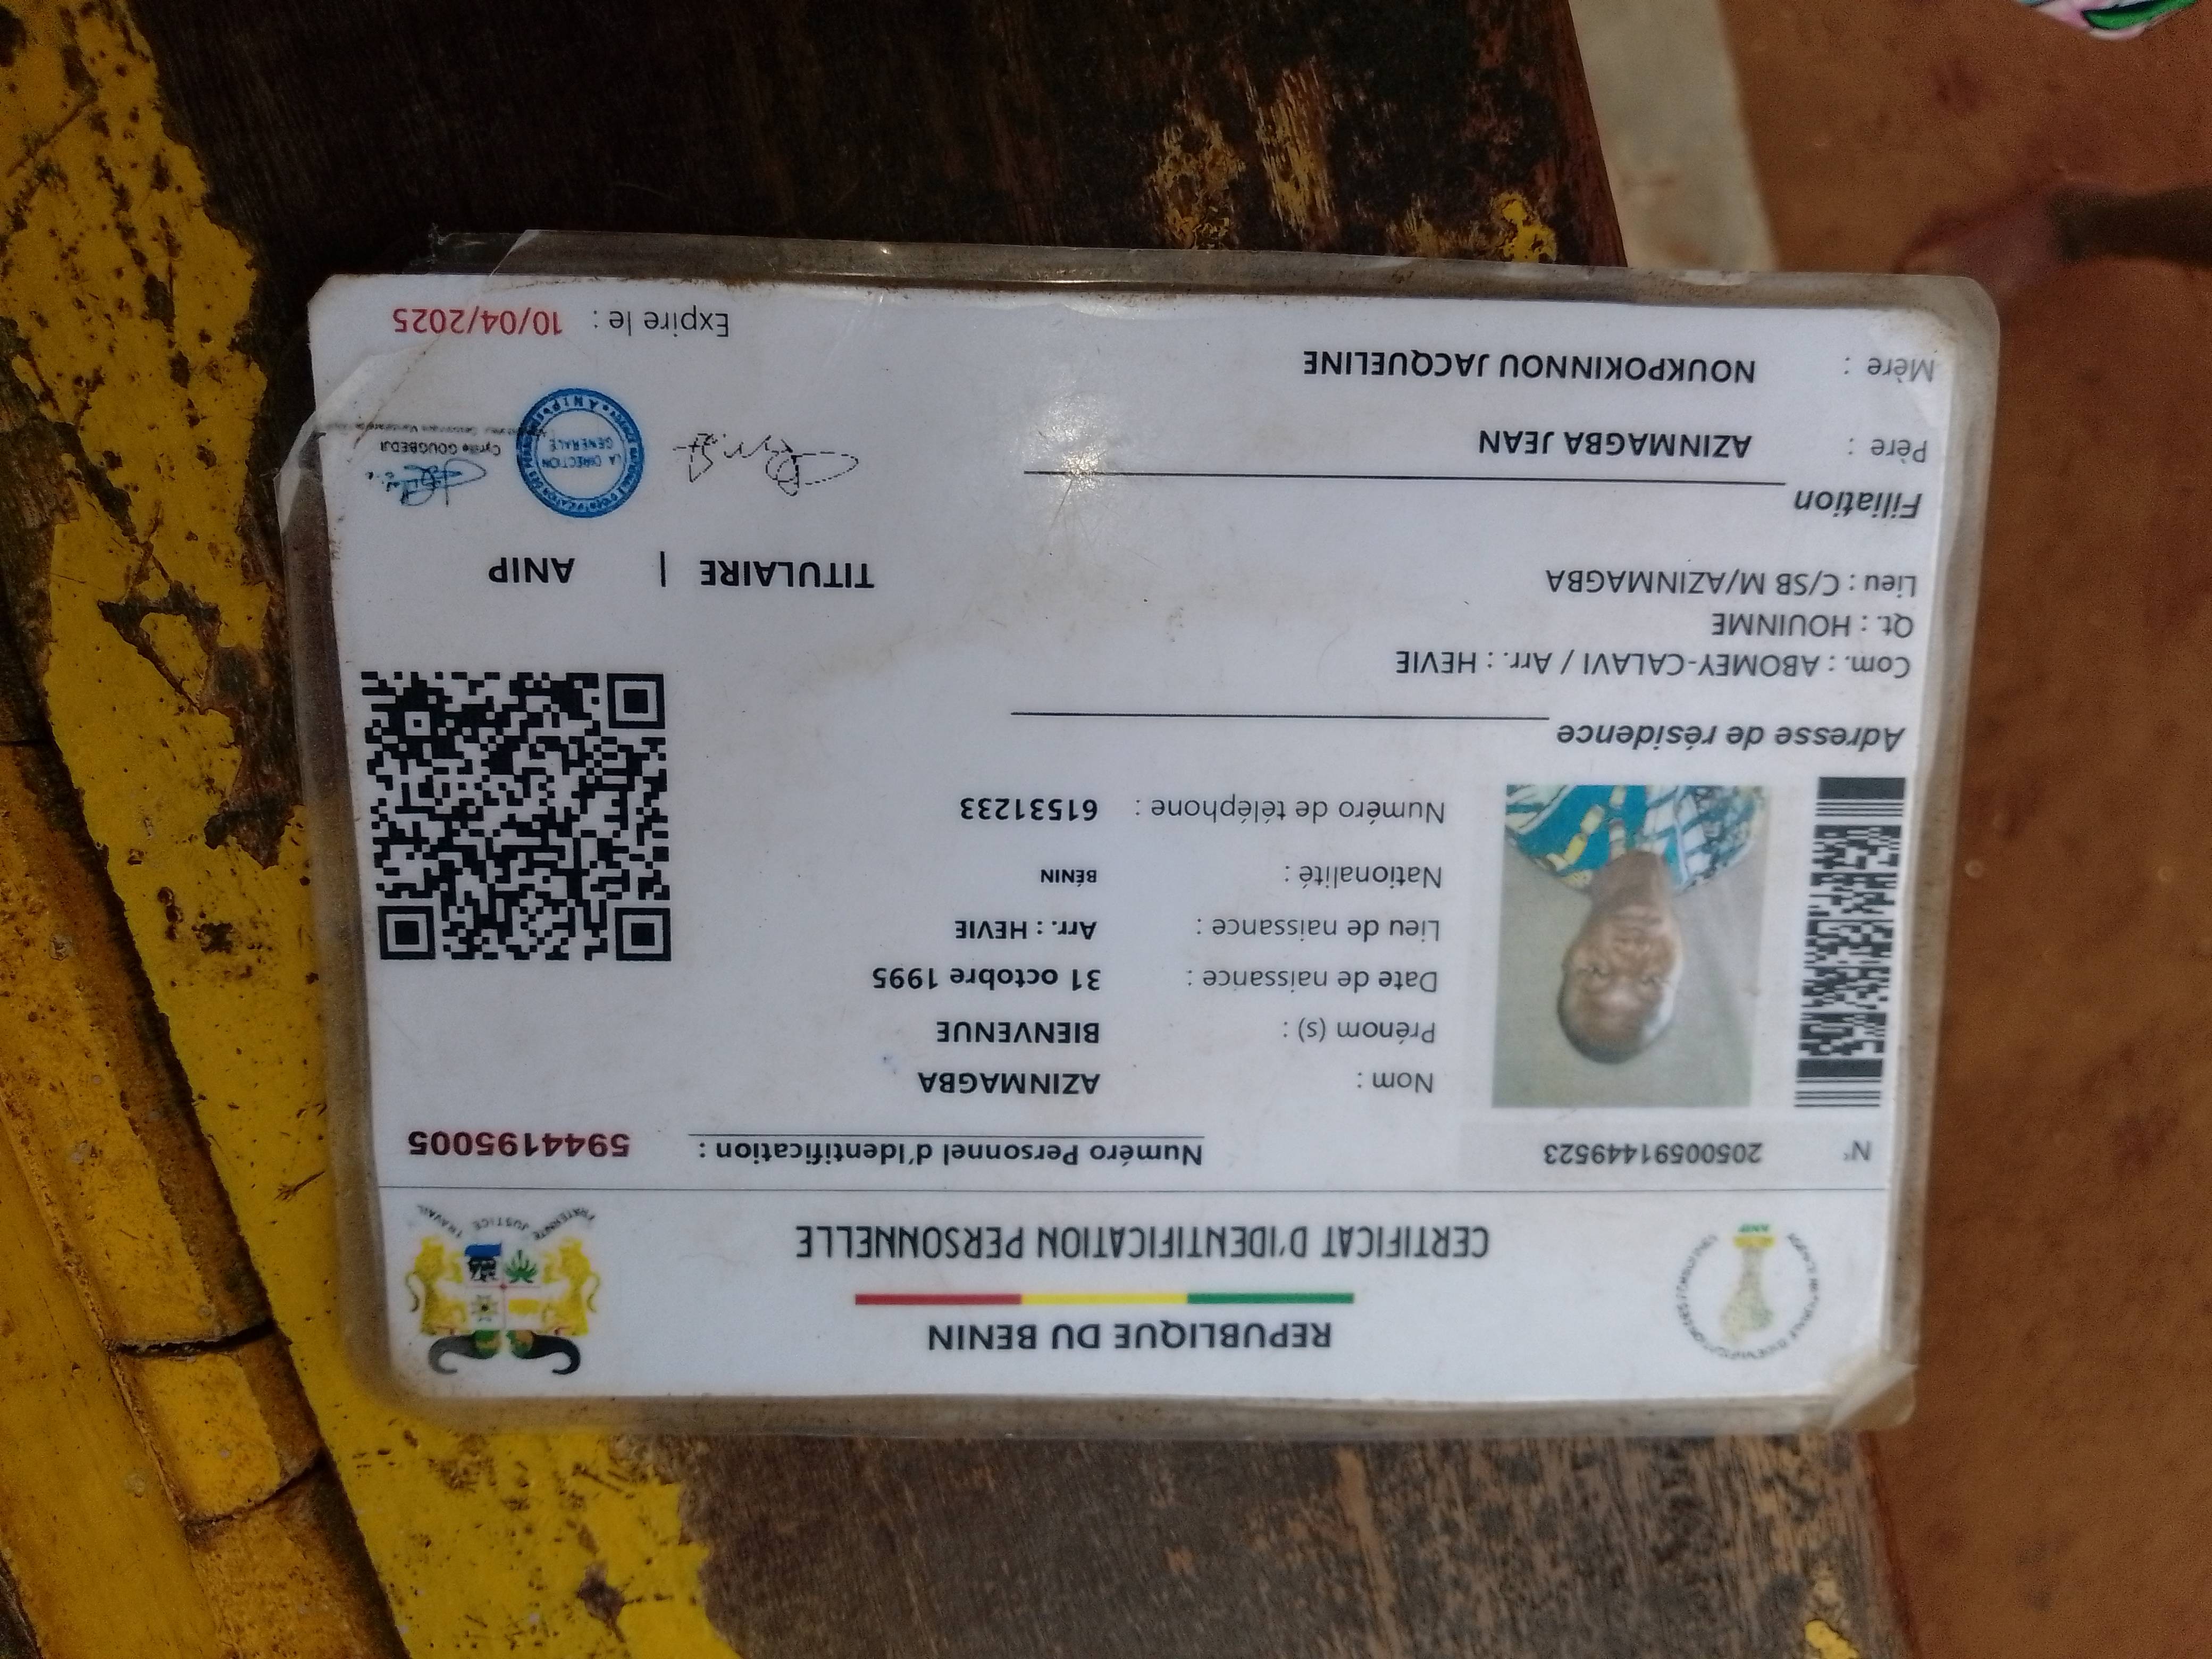 REPUBLIQUE DU BENIN
CERTIFICAT D'IDENTIFICATION PERSONNELLE
FRATERNITE JUSTICE TRAVAIL
ANIP
N° 20500591449523
Numéro Personnel d'Identification : 5944195005
Nom : AZINMAGBA
Prénom (s) : BIENVENUE
Date de naissance : 31 octobre 1995
Lieu de naissance : Arr. : HEVIE
Nationalité : BÉNIN
Numéro de téléphone : 61531233
Adresse de résidence
Com. : ABOMEY-CALAVI / Arr. : HEVIE
Qt. : HOUINME
Lieu : C/SB M/AZINMAGBA
TITULAIRE | ANIP
Filiation
Père : AZINMAGBA JEAN
Mère : NOUKPOKINNOU JACQUELINE
LA DIRECTION
GENERALE
ANIP
Cyrille GOUGBEDJI
Expire le : 10/04/2025